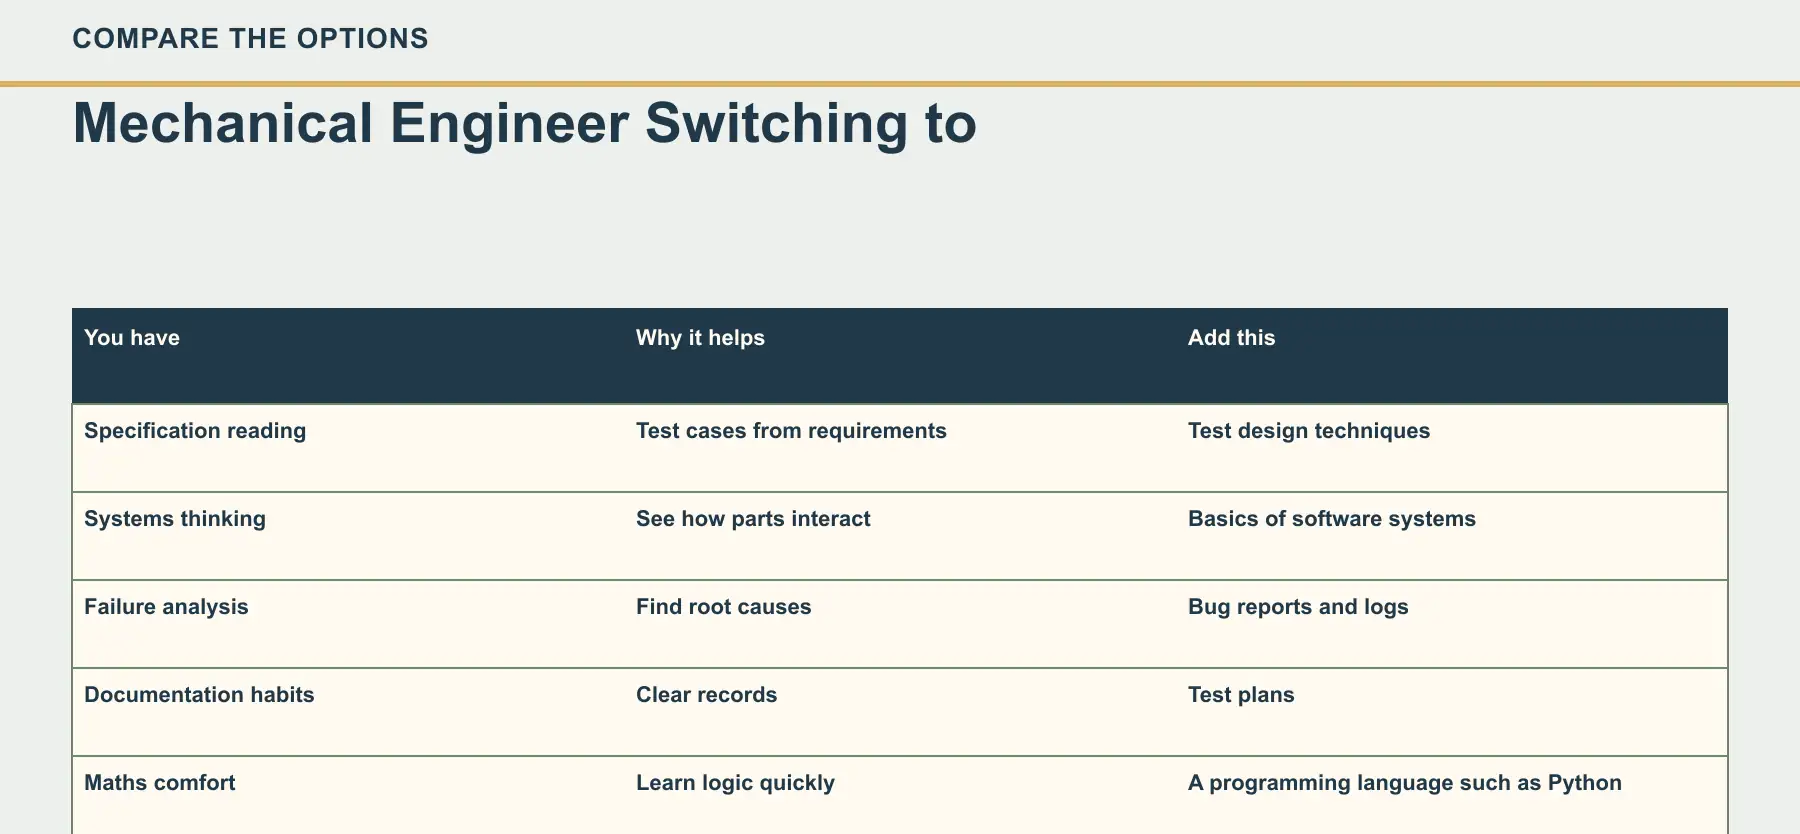 COMPARE THE OPTIONS
Mechanical Engineer Switching to
You have Why it helps Add this
Specification reading Test cases from requirements Test design techniques
Systems thinking See how parts interact Basics of software systems
Failure analysis Find root causes Bug reports and logs
Documentation habits Clear records Test plans
Maths comfort Learn logic quickly A programming language such as Python